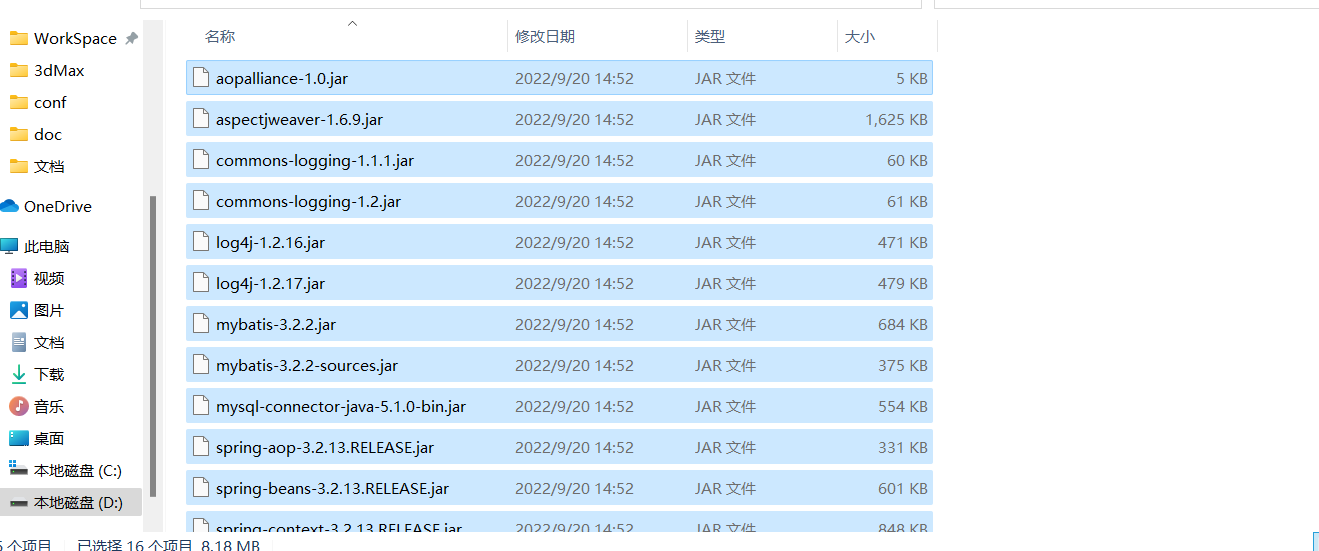 WorkSpace
3dMax
conf
doc
文档
OneDrive
此电脑
视频
图片
文档
下载
音乐
桌面
本地磁盘 (C:)
本地磁盘 (D:)
名称 修改日期 类型 大小
aopalliance-1.0.jar 2022/9/20 14:52 JAR 文件 5 KB
aspectjweaver-1.6.9.jar 2022/9/20 14:52 JAR 文件 1,625 KB
commons-logging-1.1.1.jar 2022/9/20 14:52 JAR 文件 60 KB
commons-logging-1.2.jar 2022/9/20 14:52 JAR 文件 61 KB
log4j-1.2.16.jar 2022/9/20 14:52 JAR 文件 471 KB
log4j-1.2.17.jar 2022/9/20 14:52 JAR 文件 479 KB
mybatis-3.2.2.jar 2022/9/20 14:52 JAR 文件 684 KB
mybatis-3.2.2-sources.jar 2022/9/20 14:52 JAR 文件 375 KB
mysql-connector-java-5.1.0-bin.jar 2022/9/20 14:52 JAR 文件 554 KB
spring-aop-3.2.13.RELEASE.jar 2022/9/20 14:52 JAR 文件 331 KB
spring-beans-3.2.13.RELEASE.jar 2022/9/20 14:52 JAR 文件 601 KB
spring-context-3.2.13.RELEASE.jar 2022/9/20 14:52 JAR 文件 848 KB
个项目 已选择 16 个项目 8.18 MB